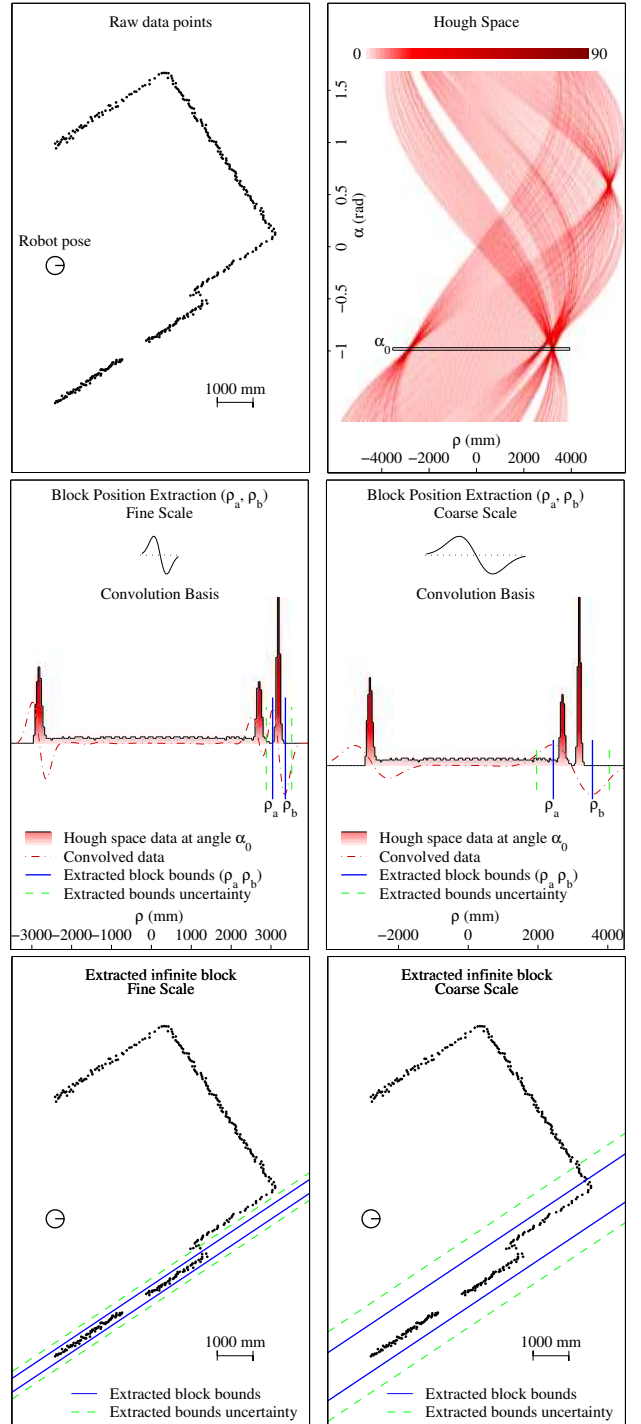 Raw data points
Robot pose
1000 mm
Hough Space
0 90
1.5
1
0.5
0
−0.5
−1
α (rad)
α0
ρ (mm)
−4000 −2000 0 2000 4000
Block Position Extraction (ρa, ρb)
Fine Scale
Convolution Basis
ρa ρb
Hough space data at angle α0
Convolved data
Extracted block bounds (ρa ρb)
Extracted bounds uncertainty
ρ (mm)
−3000 −2000 −1000 0 1000 2000 3000
Block Position Extraction (ρa, ρb)
Coarse Scale
Convolution Basis
ρa ρb
Hough space data at angle α0
Convolved data
Extracted block bounds (ρa ρb)
Extracted bounds uncertainty
ρ (mm)
−2000 0 2000 4000
Extracted infinite block
Fine Scale
1000 mm
Extracted block bounds
Extracted bounds uncertainty
Extracted infinite block
Coarse Scale
1000 mm
Extracted block bounds
Extracted bounds uncertainty